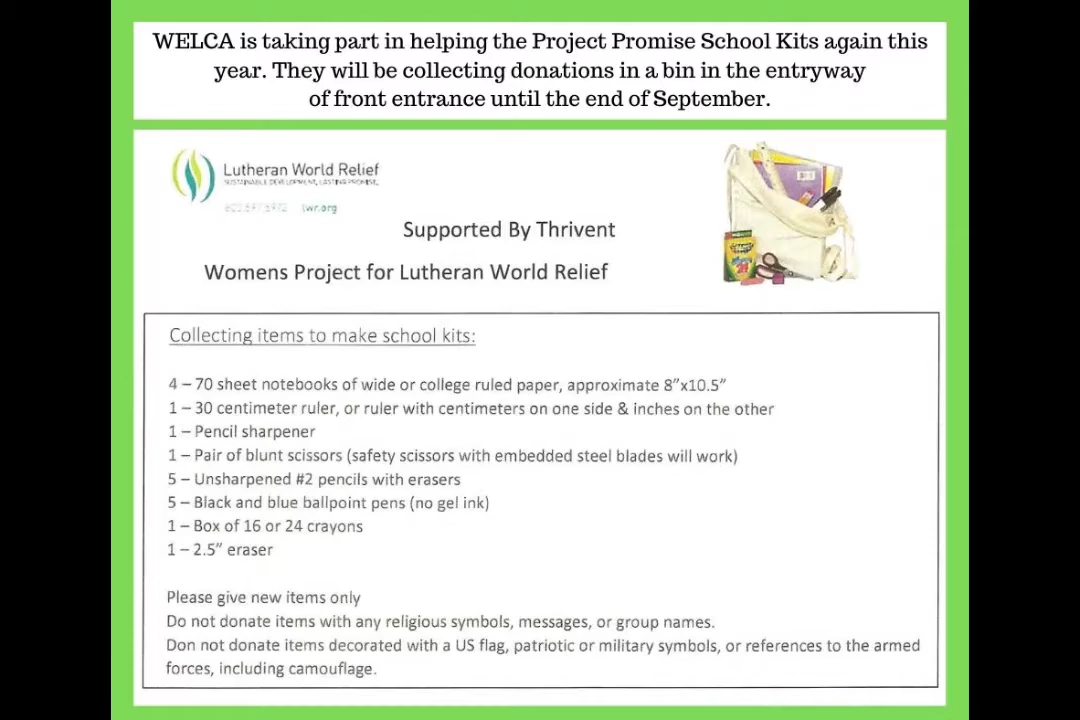 WELCA is taking part in helping the Project Promise School Kits again this
year. They will be collecting donations in a bin in the entryway
of front entrance until the end of September.
Lutheran World Relief
SUSTAINABLE DEVELOPMENT. LASTING PROMISE.
lwr.org
Supported By Thrivent
Womens Project for Lutheran World Relief
Collecting items to make school kits:
4 – 70 sheet notebooks of wide or college ruled paper, approximate 8"x10.5"
1 – 30 centimeter ruler, or ruler with centimeters on one side & inches on the other
1 – Pencil sharpener
1 – Pair of blunt scissors (safety scissors with embedded steel blades will work)
5 – Unsharpened #2 pencils with erasers
5 – Black and blue ballpoint pens (no gel ink)
1 – Box of 16 or 24 crayons
1 – 2.5" eraser
Please give new items only
Do not donate items with any religious symbols, messages, or group names.
Don not donate items decorated with a US flag, patriotic or military symbols, or references to the armed
forces, including camouflage.